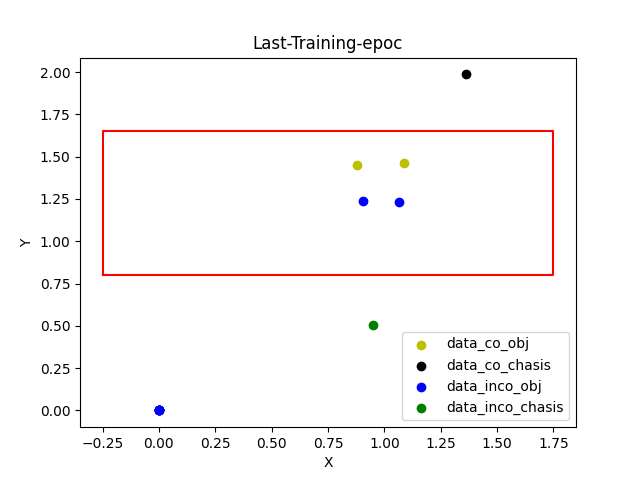 Last-Training-epoc
2.00
1.75
1.50
1.25
1.00
0.75
0.50
0.25
0.00
Y
data_co_obj
data_co_chasis
data_inco_obj
data_inco_chasis
−0.25 0.00 0.25 0.50 0.75 1.00 1.25 1.50 1.75
X